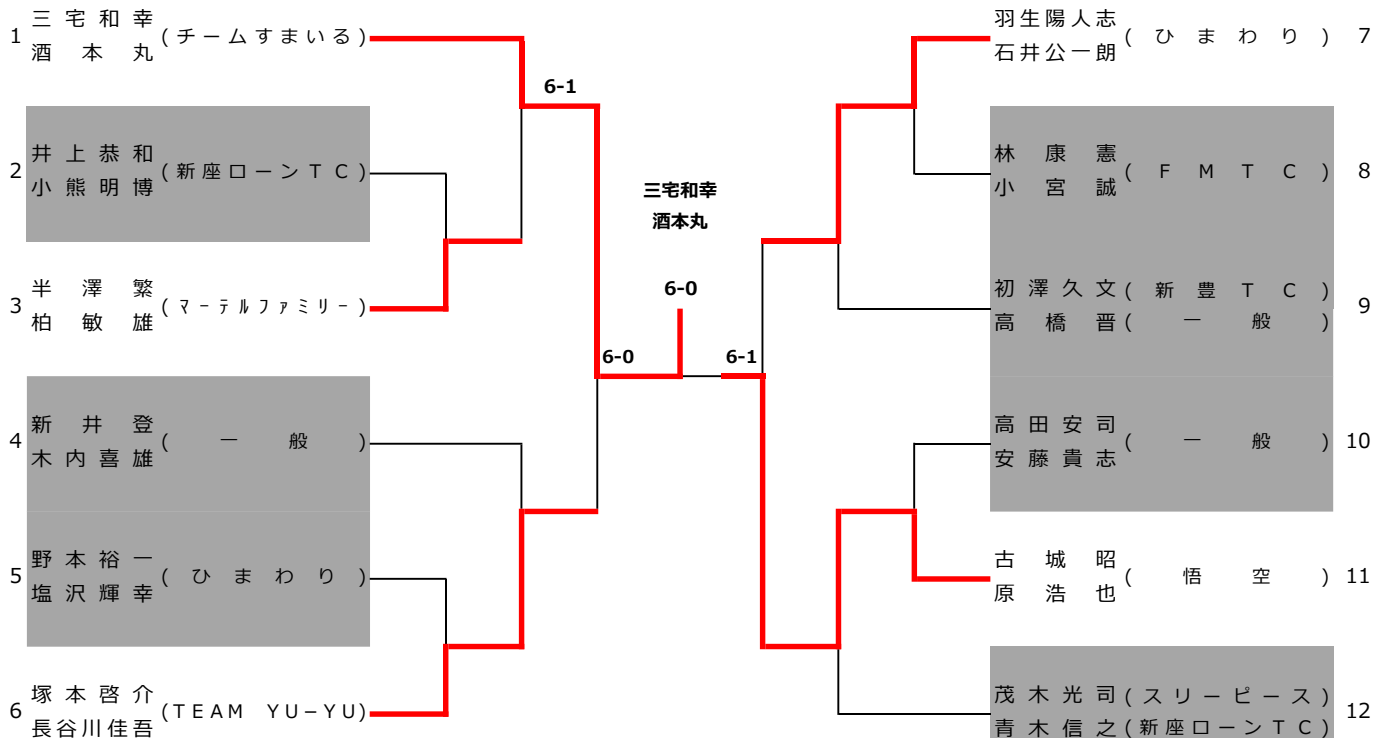 1 三宅和幸 (チームすまいる)
酒本丸
2 井上恭和 (新座ローンTC)
小熊明博
3 半澤繁 (マーテルファミリー)
柏敏雄
4 新井登 (一般)
木内喜雄
5 野本裕一 (ひまわり)
塩沢輝幸
6 塚本啓介 (TEAM YU-YU)
長谷川佳吾
6-1
6-0
三宅和幸
酒本丸
6-0
6-1
羽生陽人志 (ひまわり) 7
石井公一朗
林康憲 (FMTC) 8
小宮誠
初澤久文 (新豊TC) 9
高橋晋 (一般)
高田安司 (一般) 10
安藤貴志
古城昭 (悟空) 11
原浩也
茂木光司 (スリーピース) 12
青木信之 (新座ローンTC)